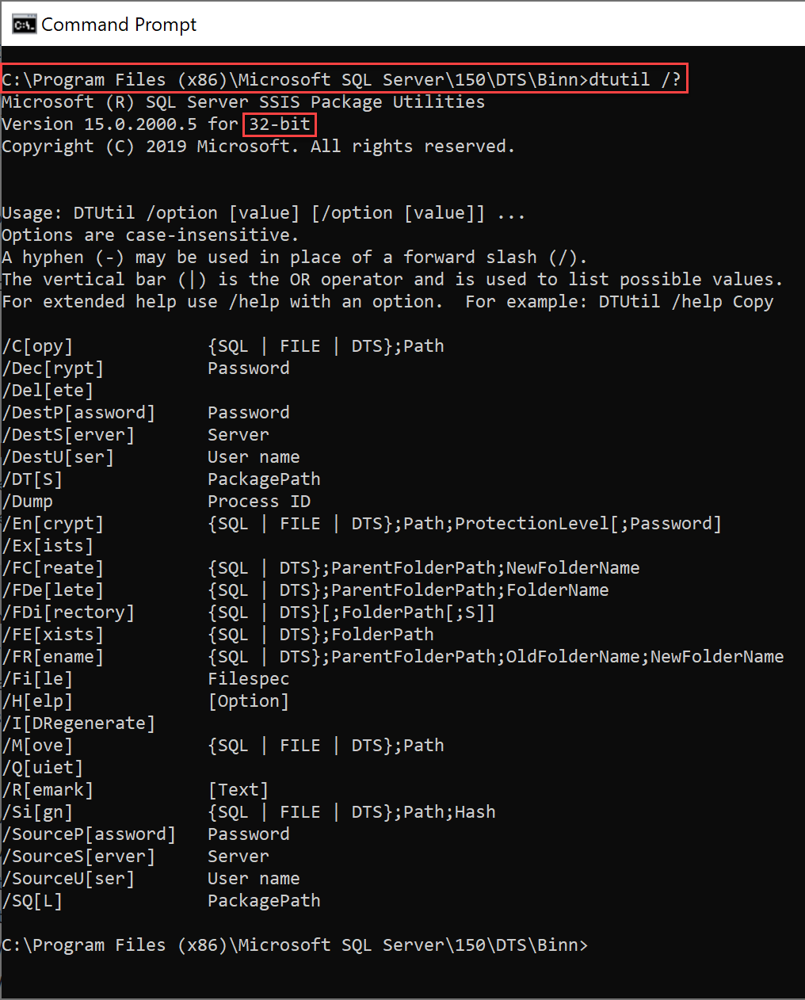 Command Prompt
C:\Program Files (x86)\Microsoft SQL Server\150\DTS\Binn>dtutil /?
Microsoft (R) SQL Server SSIS Package Utilities
Version 15.0.2000.5 for 32-bit
Copyright (C) 2019 Microsoft. All rights reserved.
Usage: DTUtil /option [value] [/option [value]] ...
Options are case-insensitive.
A hyphen (-) may be used in place of a forward slash (/).
The vertical bar (|) is the OR operator and is used to list possible values.
For extended help use /help with an option.  For example: DTUtil /help Copy
/C[opy]             {SQL | FILE | DTS};Path
/Dec[rypt]          Password
/Del[ete]
/DestP[assword]     Password
/DestS[erver]       Server
/DestU[ser]         User name
/DT[S]              PackagePath
/Dump               Process ID
/En[crypt]          {SQL | FILE | DTS};Path;ProtectionLevel[;Password]
/Ex[ists]
/FC[reate]          {SQL | DTS};ParentFolderPath;NewFolderName
/FDe[lete]          {SQL | DTS};ParentFolderPath;FolderName
/FDi[rectory]       {SQL | DTS}[;FolderPath[;S]]
/FE[xists]          {SQL | DTS};FolderPath
/FR[ename]          {SQL | DTS};ParentFolderPath;OldFolderName;NewFolderName
/Fi[le]             Filespec
/H[elp]             [Option]
/I[DRegenerate]
/M[ove]             {SQL | FILE | DTS};Path
/Q[uiet]
/R[emark]           [Text]
/Si[gn]             {SQL | FILE | DTS};Path;Hash
/SourceP[assword]   Password
/SourceS[erver]     Server
/SourceU[ser]       User name
/SQ[L]              PackagePath
C:\Program Files (x86)\Microsoft SQL Server\150\DTS\Binn>